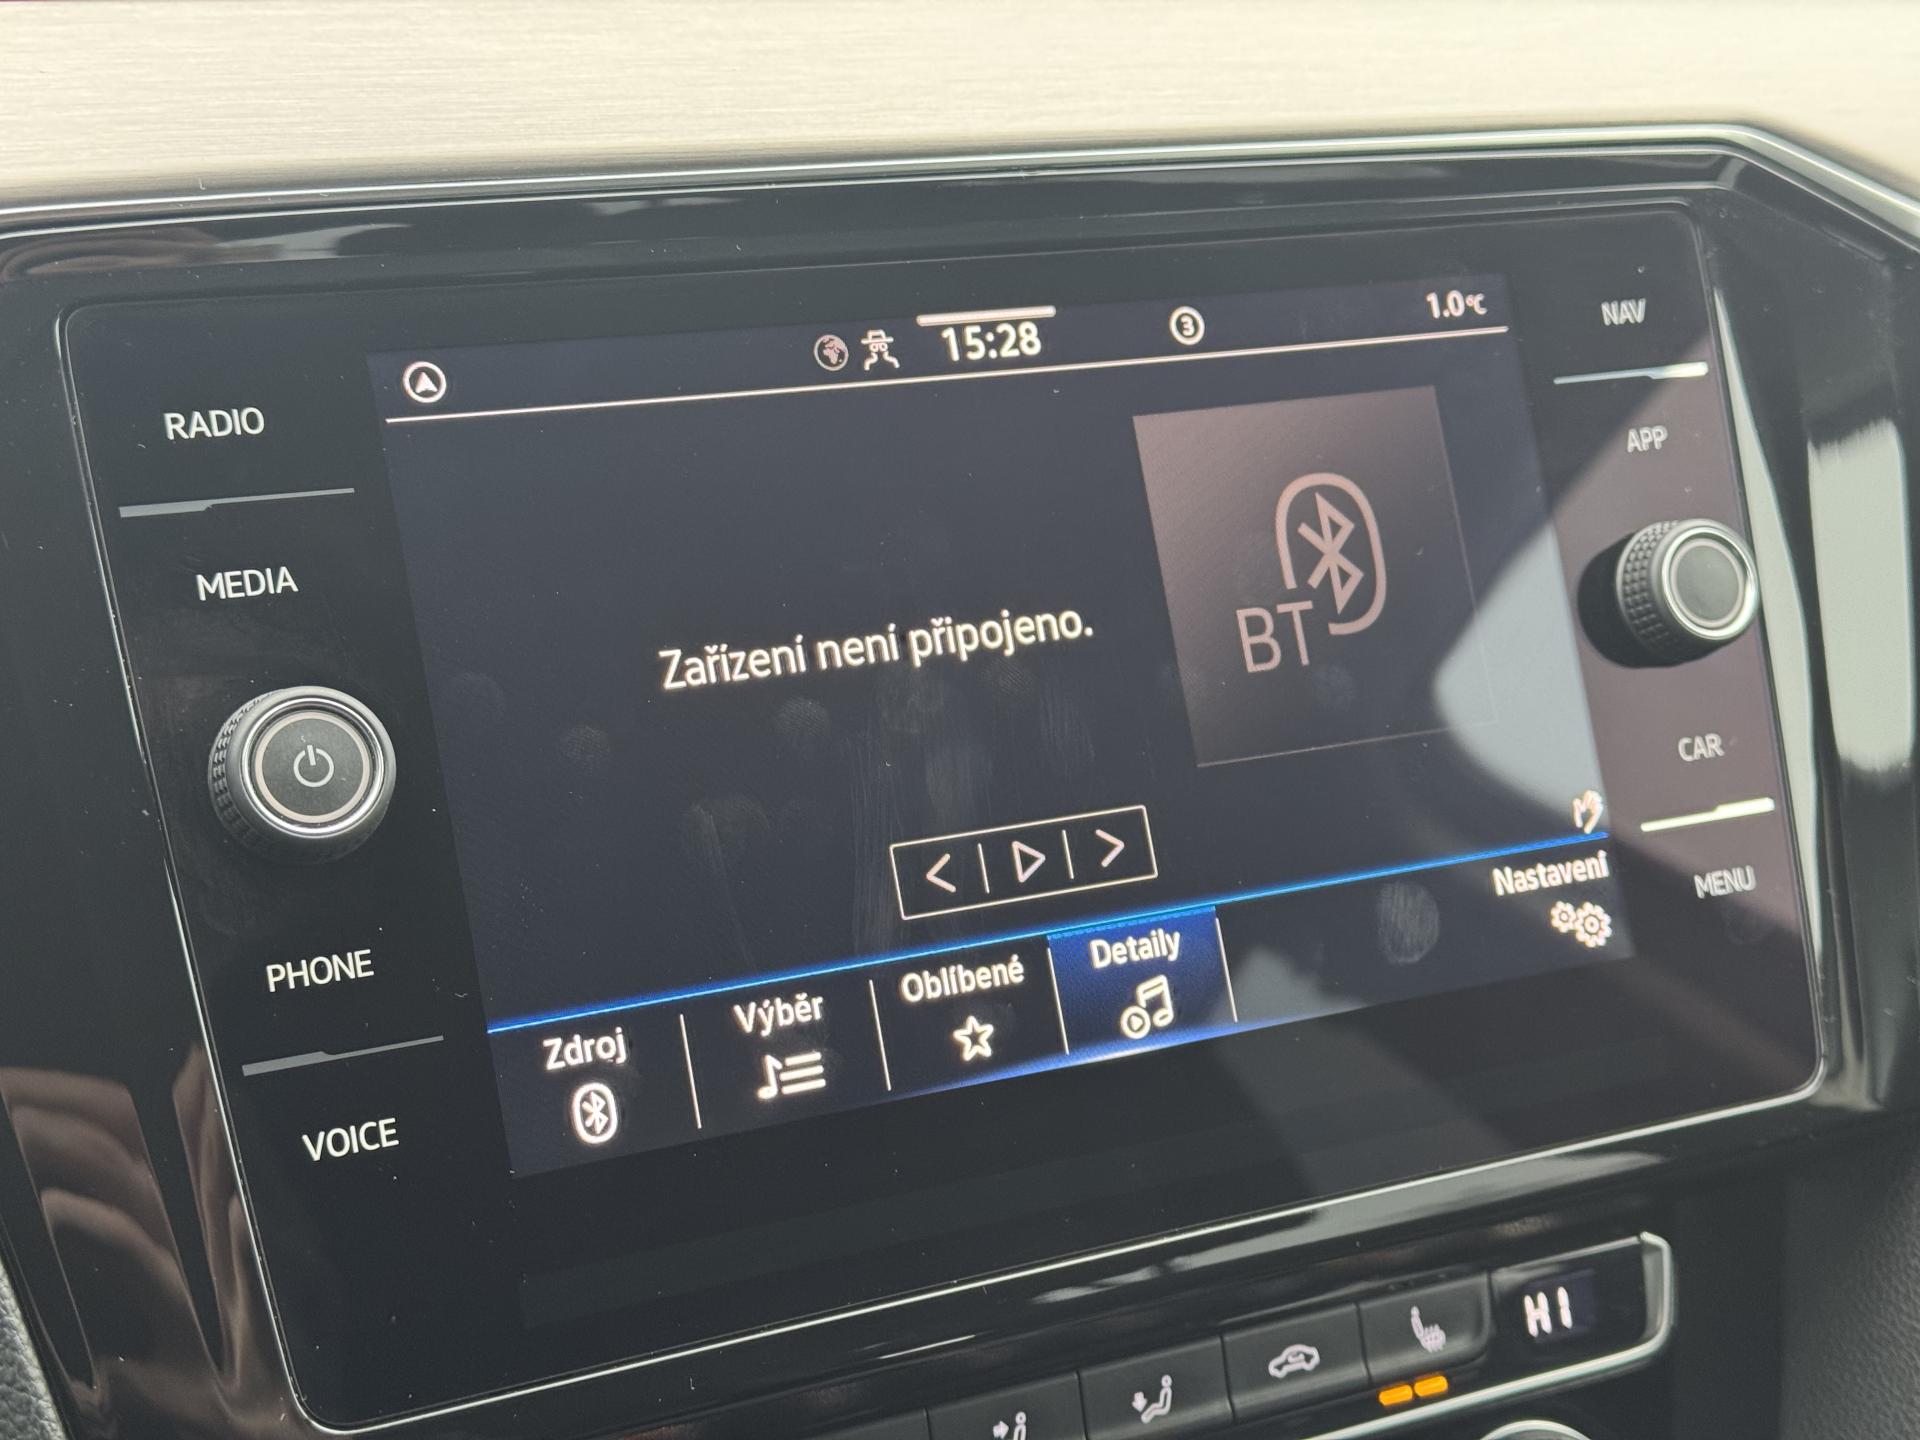 15:28
3
1.0°C
NAV
RADIO
APP
MEDIA
BT
Zařízení není připojeno.
CAR
Nastavení
MENU
PHONE
Detaily
Oblíbené
Výběr
Zdroj
VOICE
HI